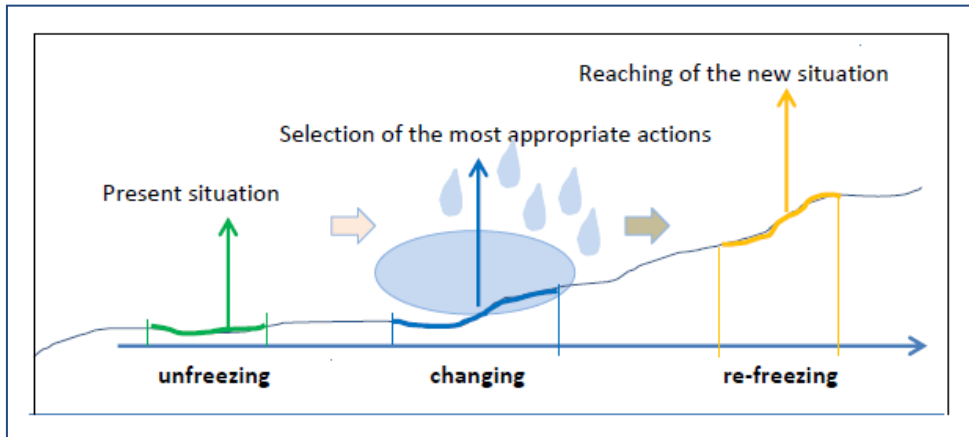 Reaching of the new situation
Selection of the most appropriate actions
Present situation
unfreezing
changing
re-freezing